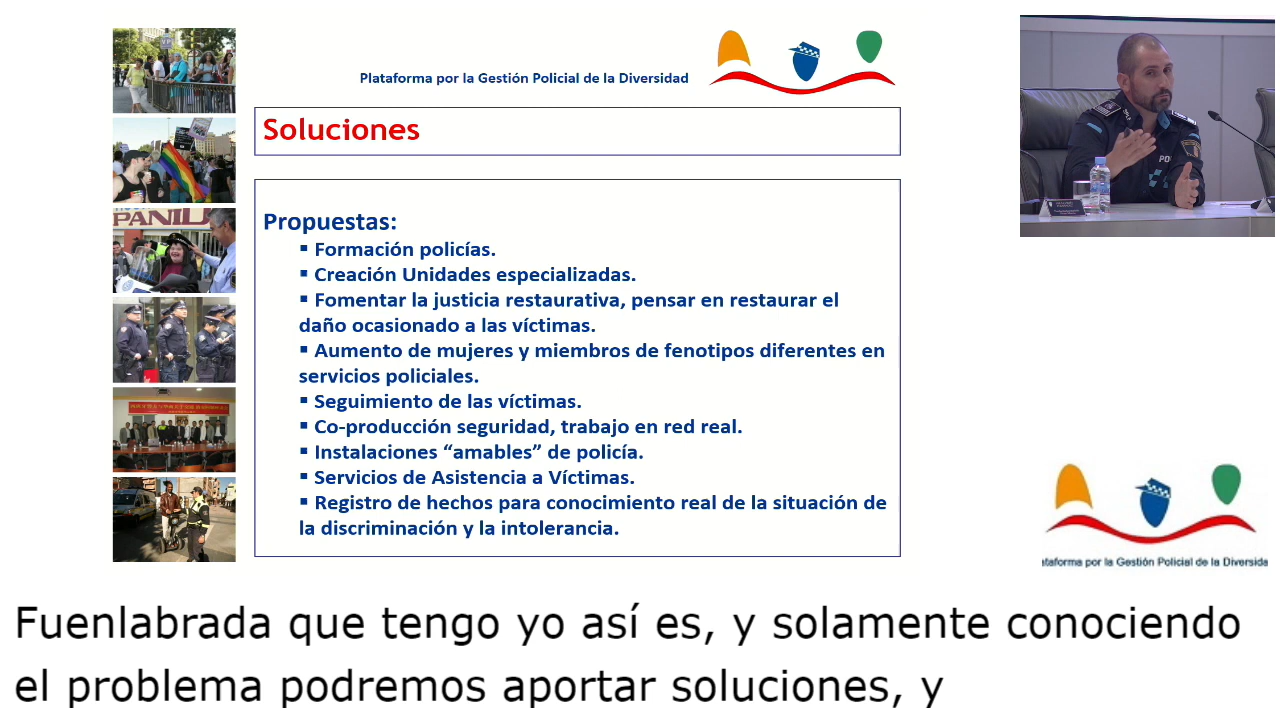 Plataforma por la Gestión Policial de la Diversidad
Soluciones
Propuestas:
▪ Formación policías.
▪ Creación Unidades especializadas.
▪ Fomentar la justicia restaurativa, pensar en restaurar el
daño ocasionado a las víctimas.
▪ Aumento de mujeres y miembros de fenotipos diferentes en
servicios policiales.
▪ Seguimiento de las víctimas.
▪ Co-producción seguridad, trabajo en red real.
▪ Instalaciones “amables” de policía.
▪ Servicios de Asistencia a Víctimas.
▪ Registro de hechos para conocimiento real de la situación de
la discriminación y la intolerancia.
PANIL
PO
ataforma por la Gestión Policial de la Diversida
Fuenlabrada que tengo yo así es, y solamente conociendo
el problema podremos aportar soluciones, y